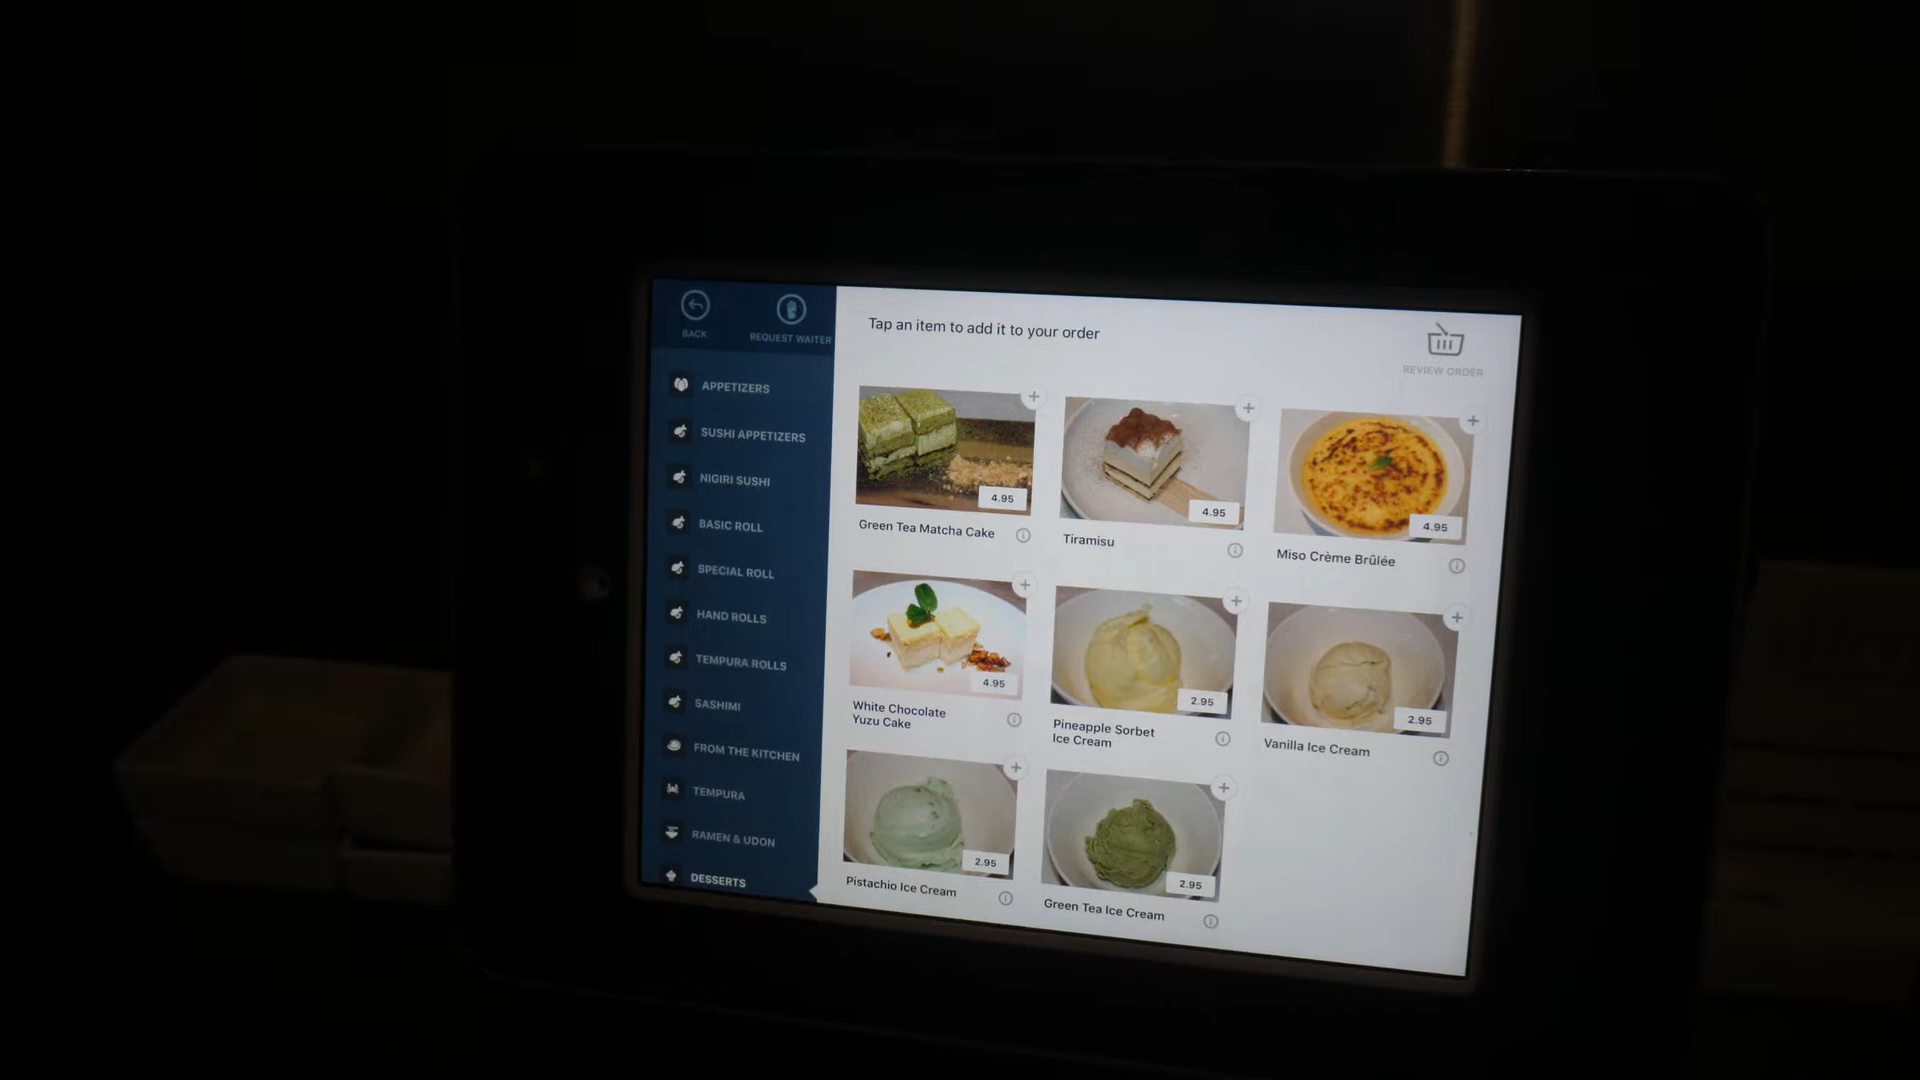 BACK
REQUEST WAITER
APPETIZERS
SUSHI APPETIZERS
NIGIRI SUSHI
BASIC ROLL
SPECIAL ROLL
HAND ROLLS
TEMPURA ROLLS
SASHIMI
FROM THE KITCHEN
TEMPURA
RAMEN & UDON
DESSERTS
Tap an item to add it to your order
REVIEW ORDER
4.95
Green Tea Matcha Cake
4.95
Tiramisu
4.95
Miso Crème Brûlée
4.95
White Chocolate
Yuzu Cake
2.95
Pineapple Sorbet
Ice Cream
2.95
Vanilla Ice Cream
2.95
Pistachio Ice Cream
2.95
Green Tea Ice Cream